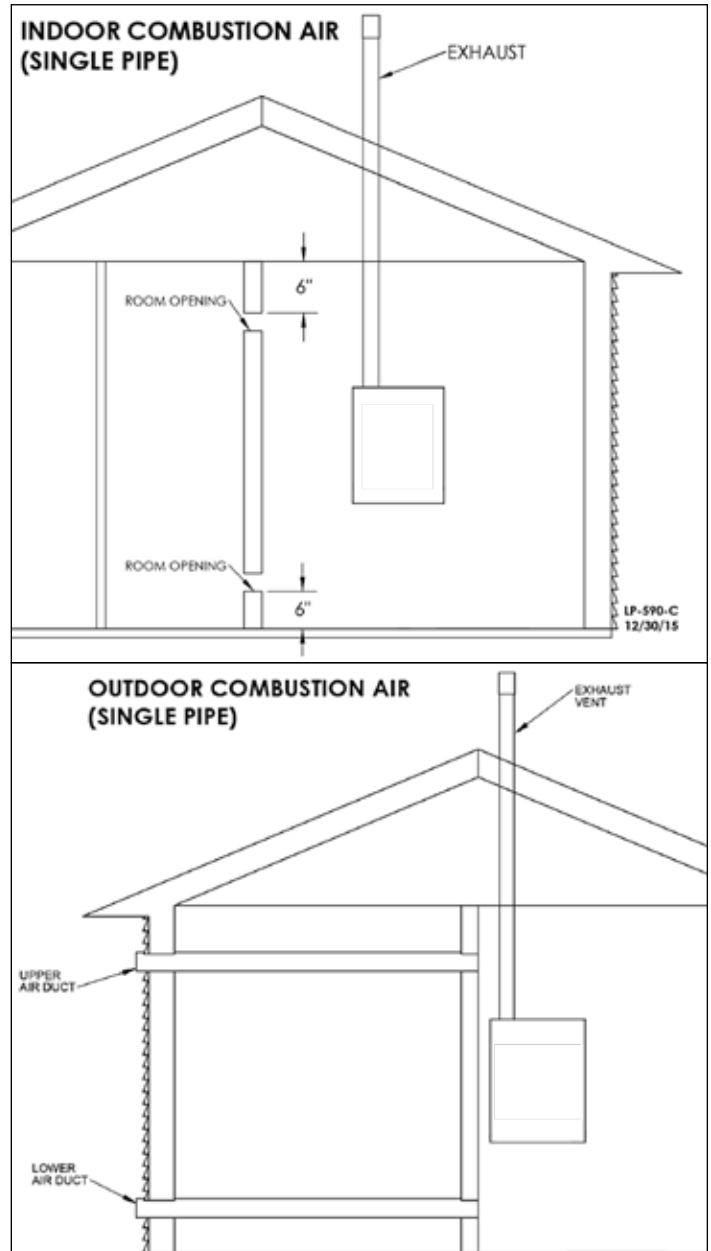 INDOOR COMBUSTION AIR
(SINGLE PIPE)
EXHAUST
6"
ROOM OPENING
ROOM OPENING
6"
LP-590-C
12/30/15
OUTDOOR COMBUSTION AIR
(SINGLE PIPE)
EXHAUST
VENT
UPPER
AIR DUCT
LOWER
AIR DUCT